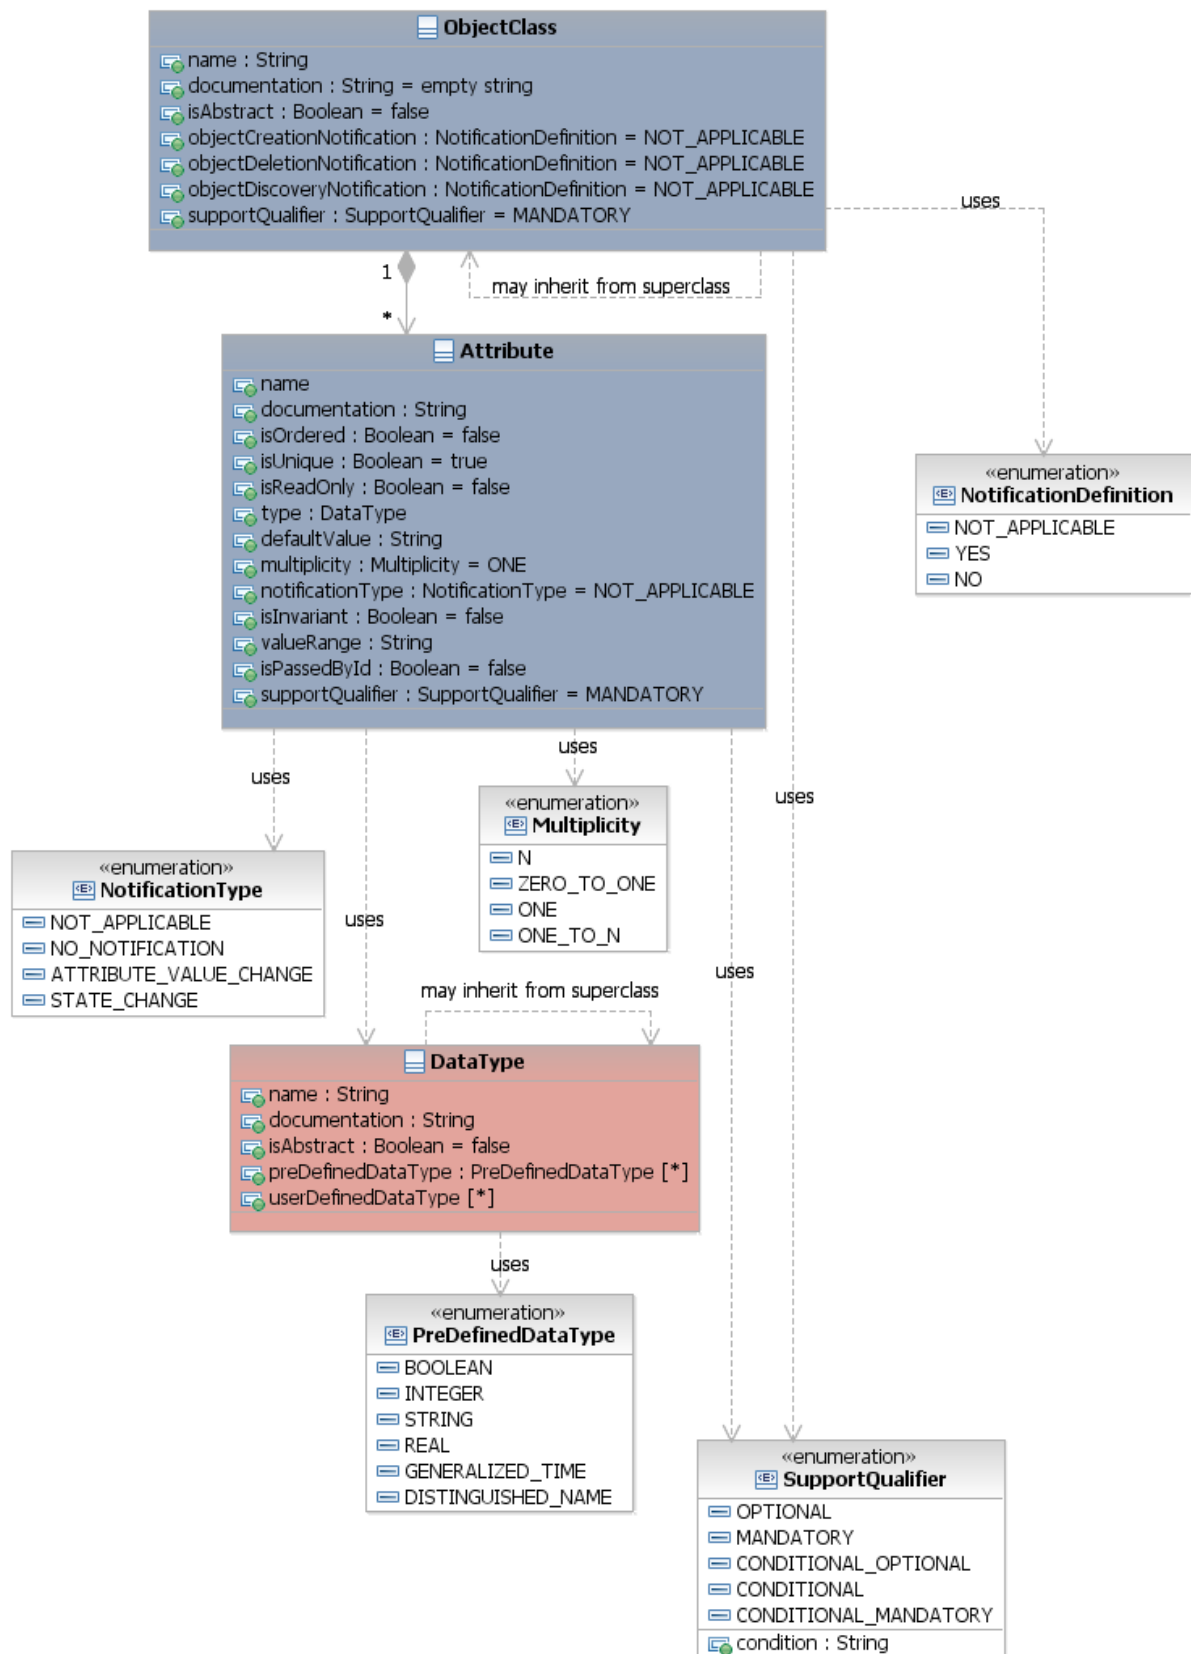 ObjectClass
name : String
documentation : String = empty string
isAbstract : Boolean = false
objectCreationNotification : NotificationDefinition = NOT_APPLICABLE
objectDeletionNotification : NotificationDefinition = NOT_APPLICABLE
objectDiscoveryNotification : NotificationDefinition = NOT_APPLICABLE
supportQualifier : SupportQualifier = MANDATORY
uses
1
may inherit from superclass
*
Attribute
name
documentation : String
isOrdered : Boolean = false
isUnique : Boolean = true
isReadOnly : Boolean = false
type : DataType
defaultValue : String
multiplicity : Multiplicity = ONE
notificationType : NotificationType = NOT_APPLICABLE
isInvariant : Boolean = false
valueRange : String
isPassedById : Boolean = false
supportQualifier : SupportQualifier = MANDATORY
«enumeration»
NotificationDefinition
NOT_APPLICABLE
YES
NO
uses
uses
uses
«enumeration»
Multiplicity
N
ZERO_TO_ONE
ONE
ONE_TO_N
«enumeration»
NotificationType
NOT_APPLICABLE
NO_NOTIFICATION
ATTRIBUTE_VALUE_CHANGE
STATE_CHANGE
uses
uses
may inherit from superclass
DataType
name : String
documentation : String
isAbstract : Boolean = false
preDefinedDataType : PreDefinedDataType [*]
userDefinedDataType [*]
uses
«enumeration»
PreDefinedDataType
BOOLEAN
INTEGER
STRING
REAL
GENERALIZED_TIME
DISTINGUISHED_NAME
«enumeration»
SupportQualifier
OPTIONAL
MANDATORY
CONDITIONAL_OPTIONAL
CONDITIONAL
CONDITIONAL_MANDATORY
condition : String